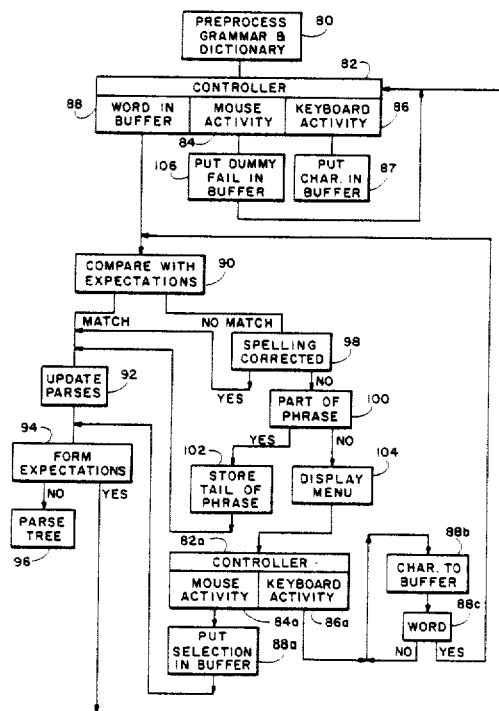 PREPROCESS
GRAMMAR &
DICTIONARY
80
82
CONTROLLER
88
WORD IN
BUFFER
MOUSE
ACTIVITY
KEYBOARD
ACTIVITY
86
84
106
PUT DUMMY
FAIL IN
BUFFER
PUT
CHAR. IN
BUFFER
87
COMPARE WITH
EXPECTATIONS
90
MATCH
NO MATCH
SPELLING
CORRECTED
98
YES
NO
92
UPDATE
PARSES
PART OF
PHRASE
100
94
FORM
EXPECTATIONS
YES
NO
102
STORE
TAIL OF
PHRASE
104
DISPLAY
MENU
NO
YES
PARSE
TREE
96
82a
CONTROLLER
MOUSE
ACTIVITY
KEYBOARD
ACTIVITY
84a
86a
88b
CHAR. TO
BUFFER
88c
WORD
NO
YES
PUT
SELECTION
IN BUFFER
88a